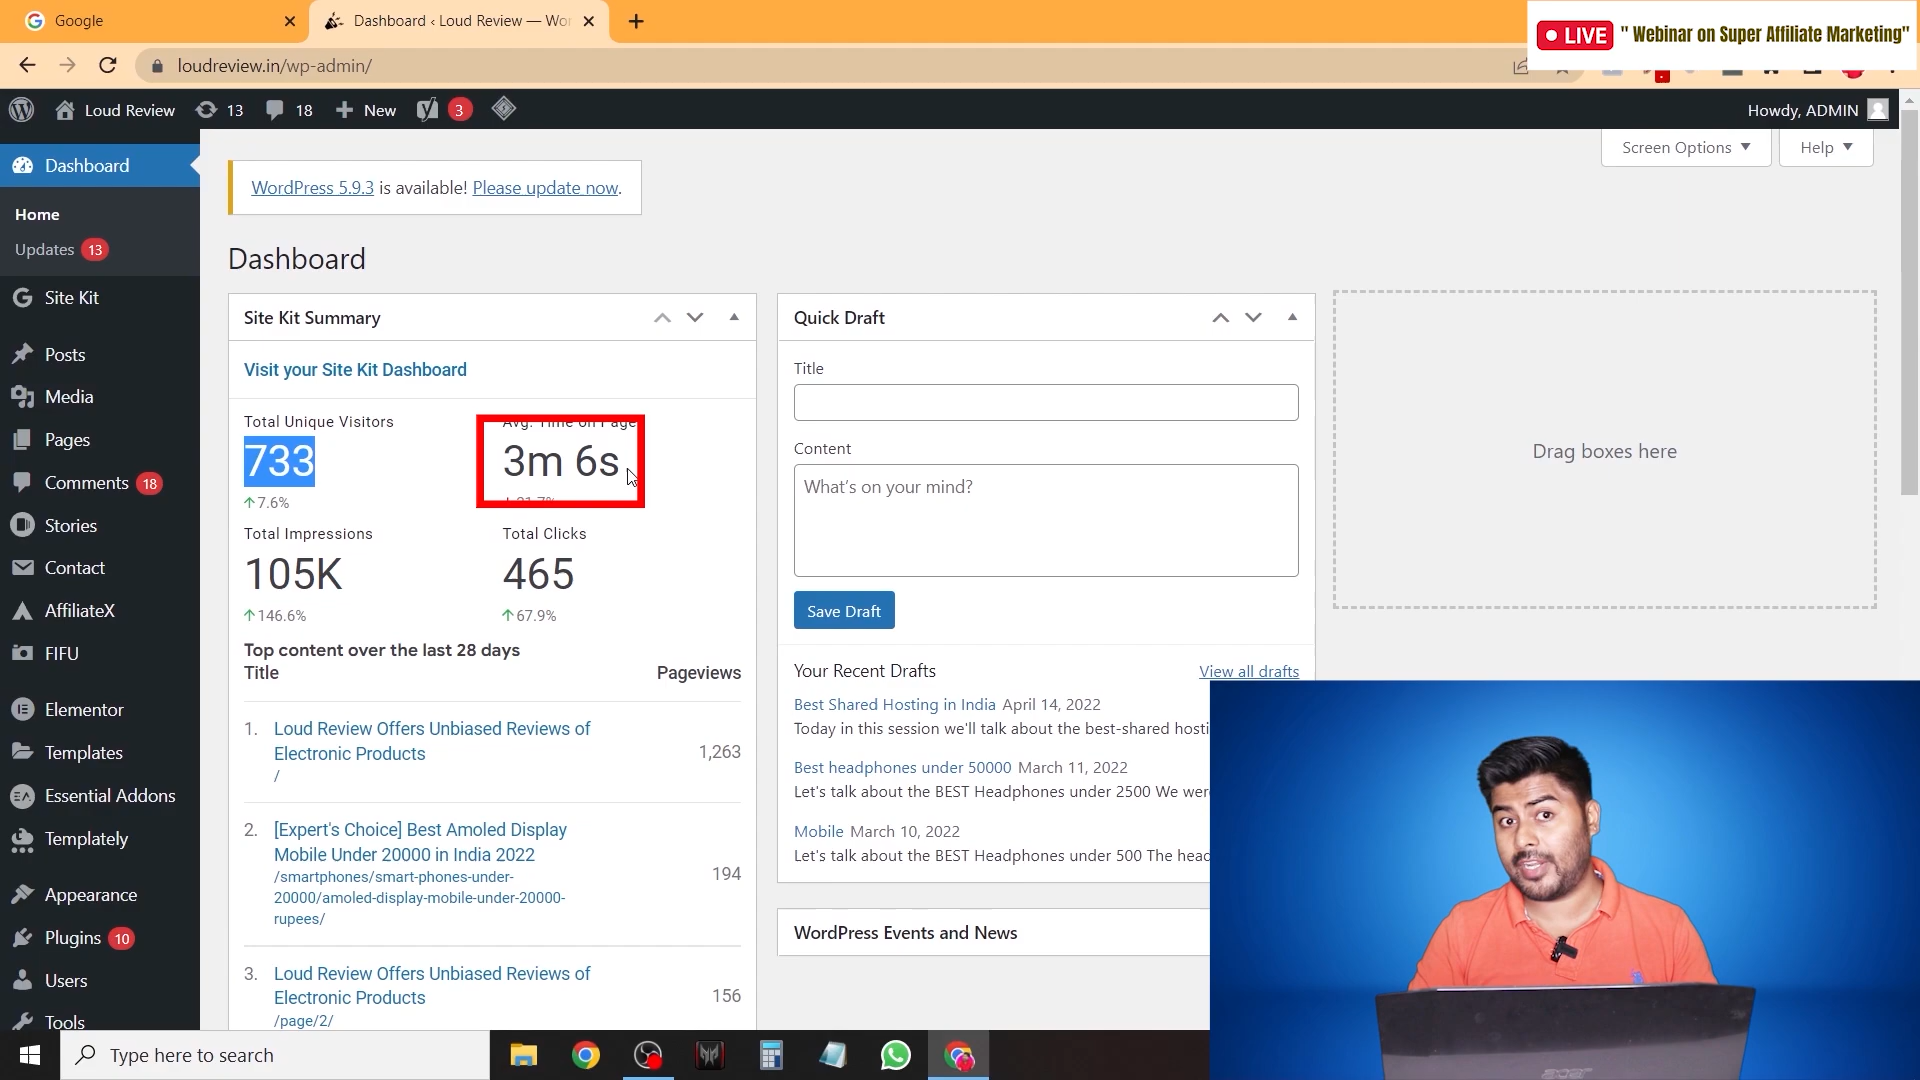 Google
Dashboard ‹ Loud Review — Wor
LIVE
" Webinar on Super Affiliate Marketing"
loudreview.in/wp-admin/
Loud Review
13
18
New
3
Howdy, ADMIN
Dashboard
Home
Updates 13
Site Kit
Posts
Media
Pages
Comments 18
Stories
Contact
AffiliateX
FIFU
Elementor
Templates
Essential Addons
Templately
Appearance
Plugins 10
Users
Tools
Screen Options
Help
WordPress 5.9.3 is available! Please update now.
Dashboard
Site Kit Summary
Visit your Site Kit Dashboard
Total Unique Visitors
733
7.6%
Avg. Time on Page
3m 6s
Total Impressions
105K
146.6%
Total Clicks
465
67.9%
Top content over the last 28 days
Title
Pageviews
1. Loud Review Offers Unbiased Reviews of
Electronic Products
/
1,263
2. [Expert's Choice] Best Amoled Display
Mobile Under 20000 in India 2022
/smartphones/smart-phones-under-
20000/amoled-display-mobile-under-20000-
rupees/
194
3. Loud Review Offers Unbiased Reviews of
Electronic Products
/page/2/
156
Quick Draft
Title
Content
What's on your mind?
Save Draft
Your Recent Drafts
View all drafts
Best Shared Hosting in India April 14, 2022
Today in this session we'll talk about the best-shared hosti
Best headphones under 50000 March 11, 2022
Let's talk about the BEST Headphones under 2500 We wer
Mobile March 10, 2022
Let's talk about the BEST Headphones under 500 The head
WordPress Events and News
Drag boxes here
Type here to search
acer